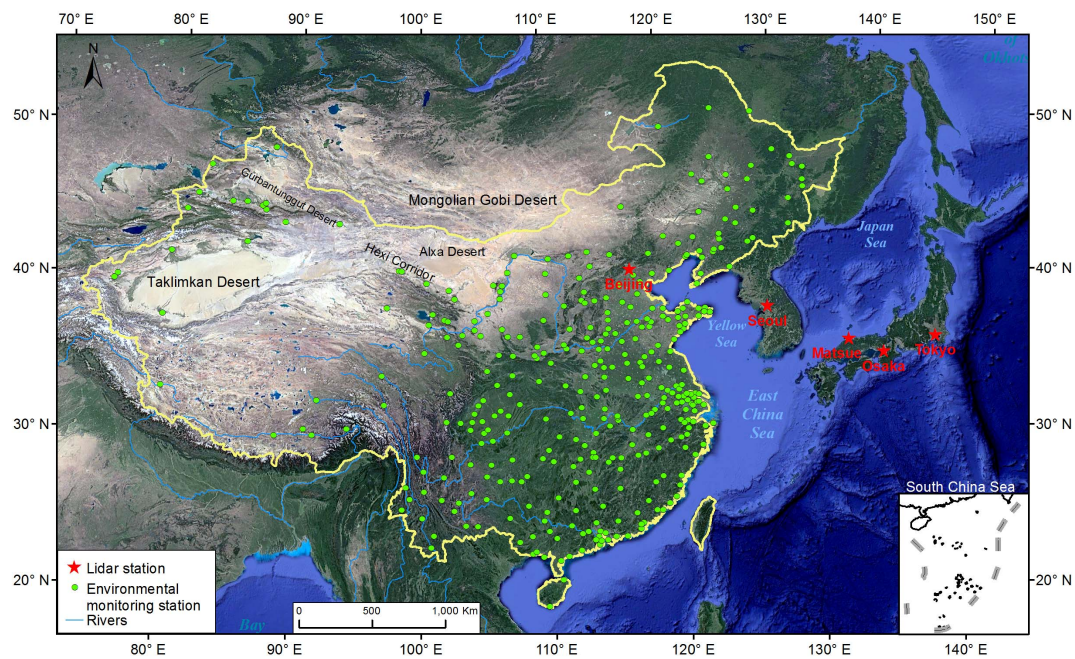 70° E 80° E 90° E 100° E 110° E 120° E 130° E 140° E 150° E
N
of
Okhotsk
50° N
50° N
Gurbantunggut Desert
Mongolian Gobi Desert
Japan
Sea
Alxa Desert
Hexi Corridor
40° N
40° N
Taklimkan Desert
Beijing
Seoul
Yellow
Sea
Matsue
Osaka
Tokyo
East
China
Sea
30° N
30° N
South China Sea
Lidar station
Environmental
monitoring station
Rivers
20° N
20° N
0 500 1,000 Km
Bay
80° E 90° E 100° E 110° E 120° E 130° E 140° E